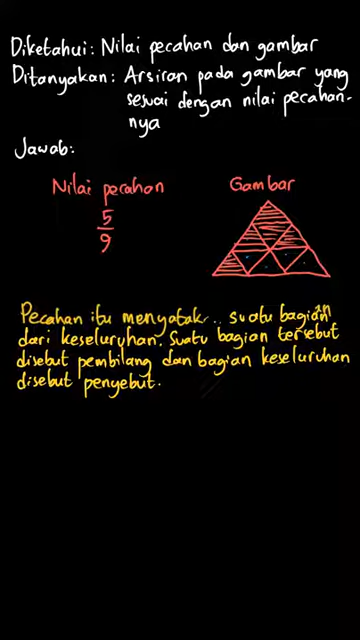 Diketahui: Nilai pecahan dan gambar
Ditanyakan: Arsiran pada gambar yang
sesuai dengan nilai pecahan-
nya
Jawab:
Nilai pecahan
Gambar
5
9
Pecahan itu menyatak.. suatu bagian
dari keseluruhan. Suatu bagian tersebut
disebut pembilang dan bagian keseluruhan
disebut penyebut.